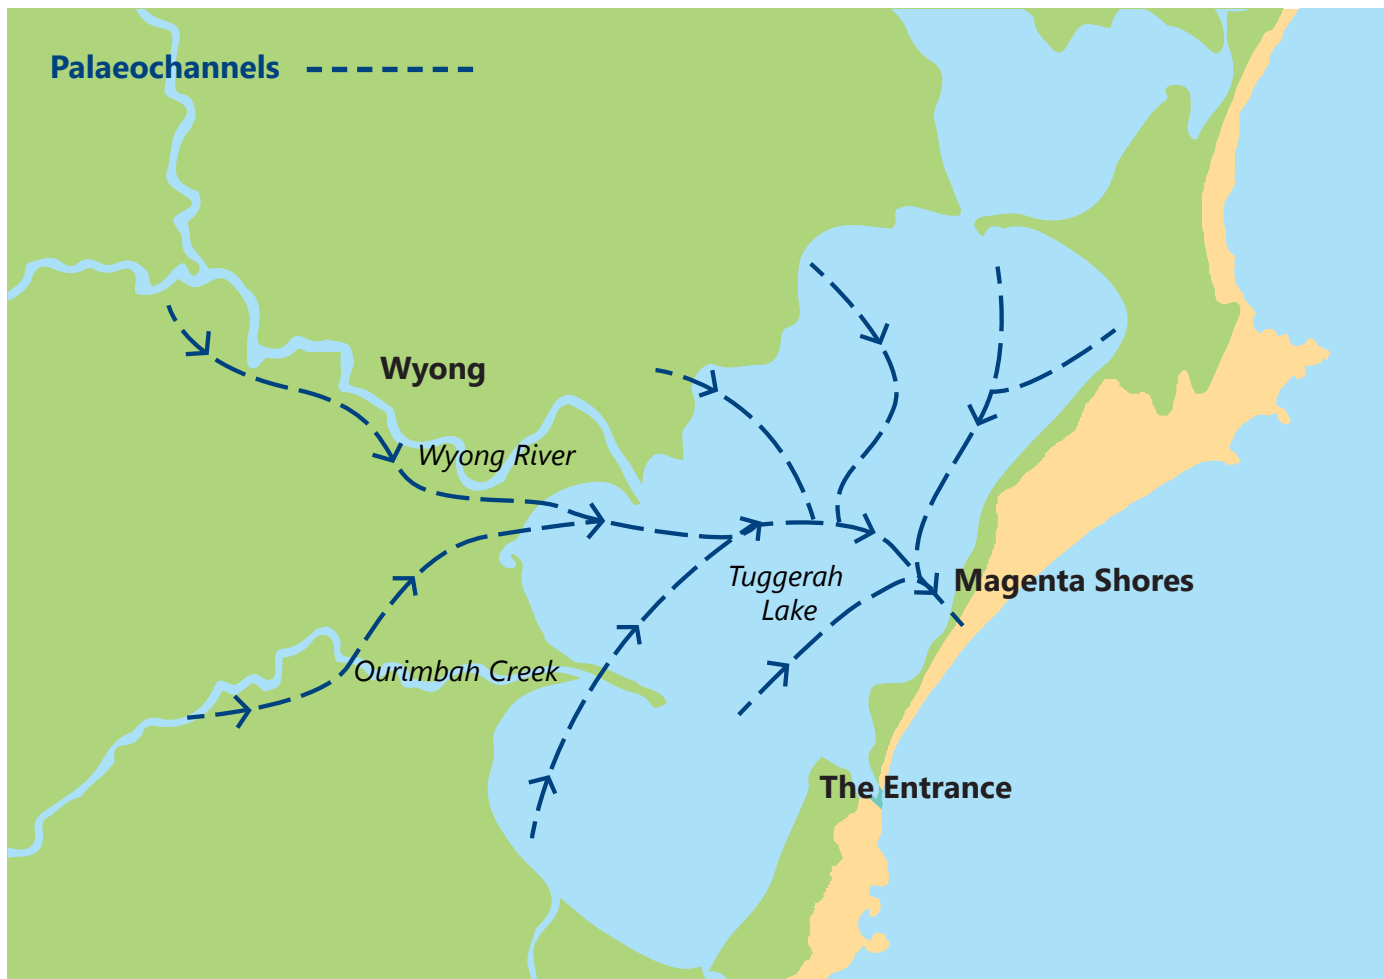 Palaeochannels
Wyong
Wyong River
Tuggerah
Lake
Magenta Shores
Ourimbah Creek
The Entrance